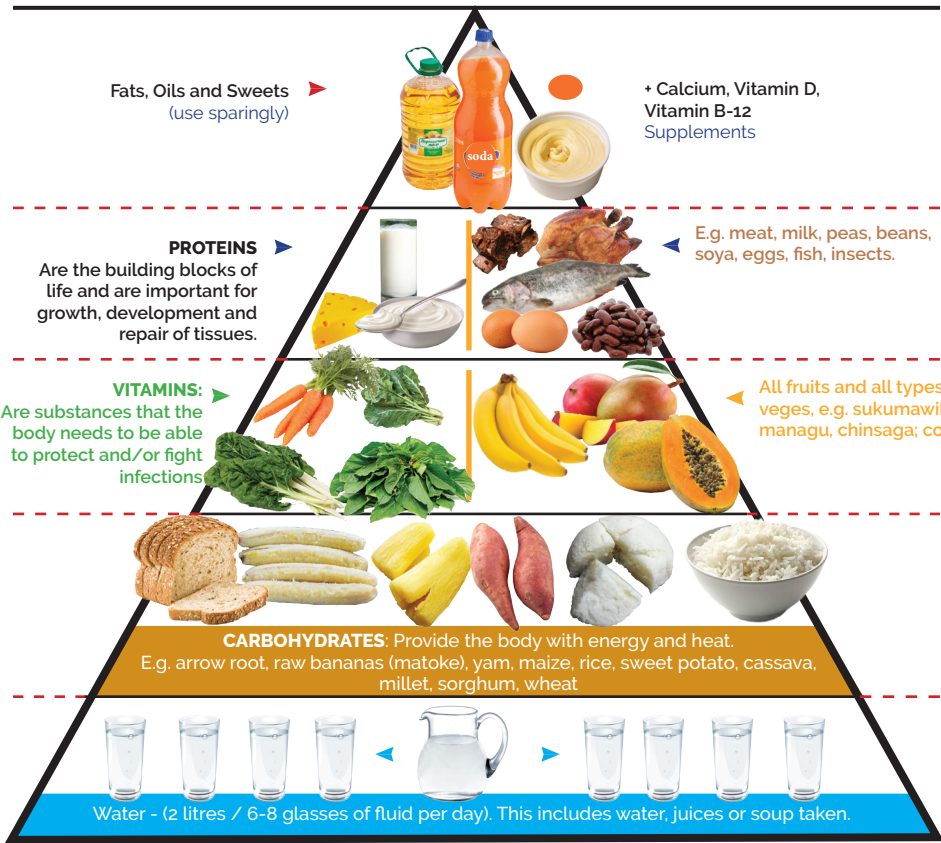 Fats, Oils and Sweets
(use sparingly)
soda
+ Calcium, Vitamin D,
Vitamin B-12
Supplements
PROTEINS
Are the building blocks of
life and are important for
growth, development and
repair of tissues.
E.g. meat, milk, peas, beans,
soya, eggs, fish, insects.
VITAMINS:
Are substances that the
body needs to be able
to protect and/or fight
infections
All fruits and all types
veges, e.g. sukumawi
managu, chinsaga; co
CARBOHYDRATES: Provide the body with energy and heat.
E.g. arrow root, raw bananas (matoke), yam, maize, rice, sweet potato, cassava,
millet, sorghum, wheat
Water - (2 litres / 6-8 glasses of fluid per day). This includes water, juices or soup taken.